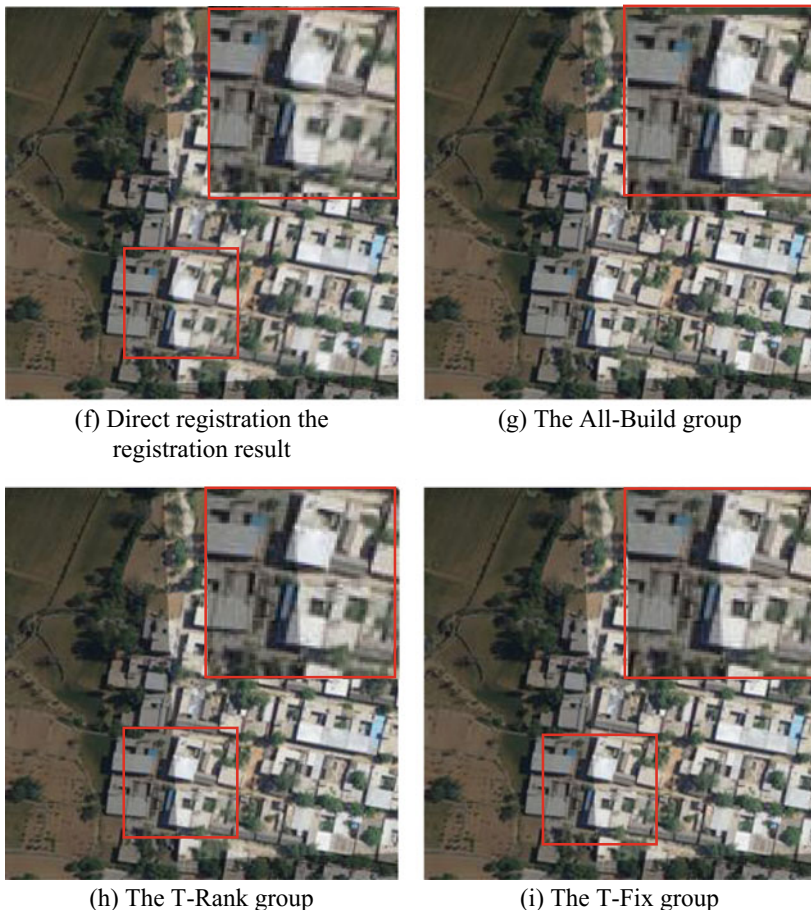 (f) Direct registration the
registration result
(g) The All-Build group
(h) The T-Rank group
(i) The T-Fix group